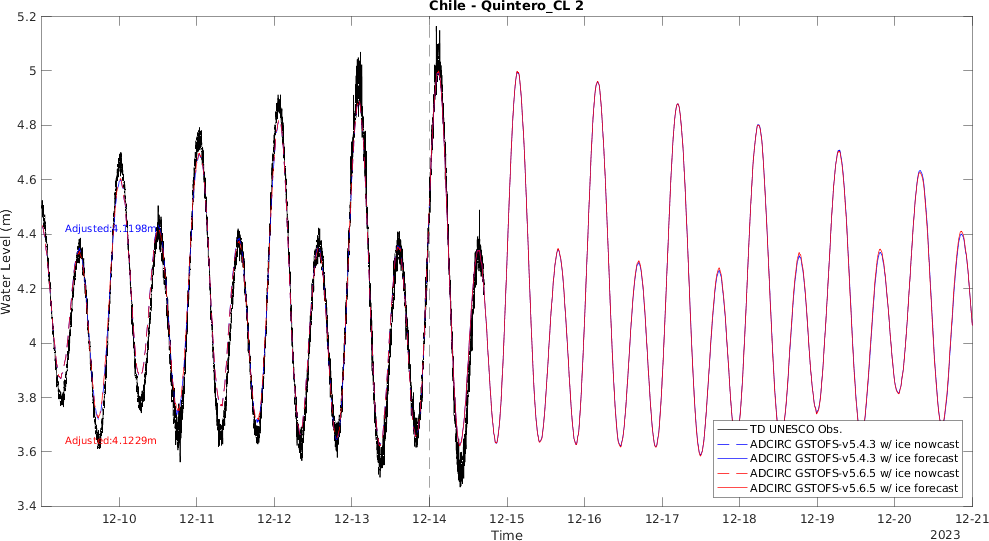 Chile - Quintero_CL 2
5.2
5
4.8
4.6
4.4
4.2
4
3.8
3.6
3.4
Water Level (m)
Adjusted:4.1198m
Adjusted:4.1229m
TD UNESCO Obs.
ADCIRC GSTOFS-v5.4.3 w/ ice nowcast
ADCIRC GSTOFS-v5.4.3 w/ ice forecast
ADCIRC GSTOFS-v5.6.5 w/ ice nowcast
ADCIRC GSTOFS-v5.6.5 w/ ice forecast
12-10 12-11 12-12 12-13 12-14 12-15 12-16 12-17 12-18 12-19 12-20 12-21
Time
2023